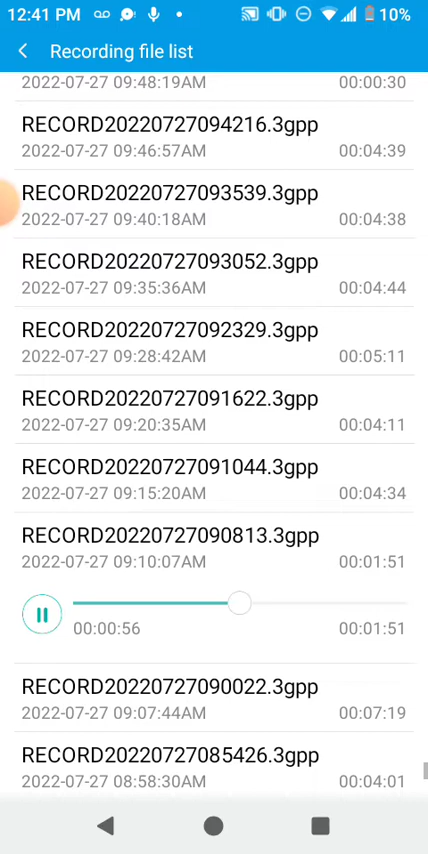 12:41 PM
10%
Recording file list
2022-07-27 09:48:19AM 00:00:30
RECORD20220727094216.3gpp
2022-07-27 09:46:57AM 00:04:39
RECORD20220727093539.3gpp
2022-07-27 09:40:18AM 00:04:38
RECORD20220727093052.3gpp
2022-07-27 09:35:36AM 00:04:44
RECORD20220727092329.3gpp
2022-07-27 09:28:42AM 00:05:11
RECORD20220727091622.3gpp
2022-07-27 09:20:35AM 00:04:11
RECORD20220727091044.3gpp
2022-07-27 09:15:20AM 00:04:34
RECORD20220727090813.3gpp
2022-07-27 09:10:07AM 00:01:51
00:00:56 00:01:51
RECORD20220727090022.3gpp
2022-07-27 09:07:44AM 00:07:19
RECORD20220727085426.3gpp
2022-07-27 08:58:30AM 00:04:01